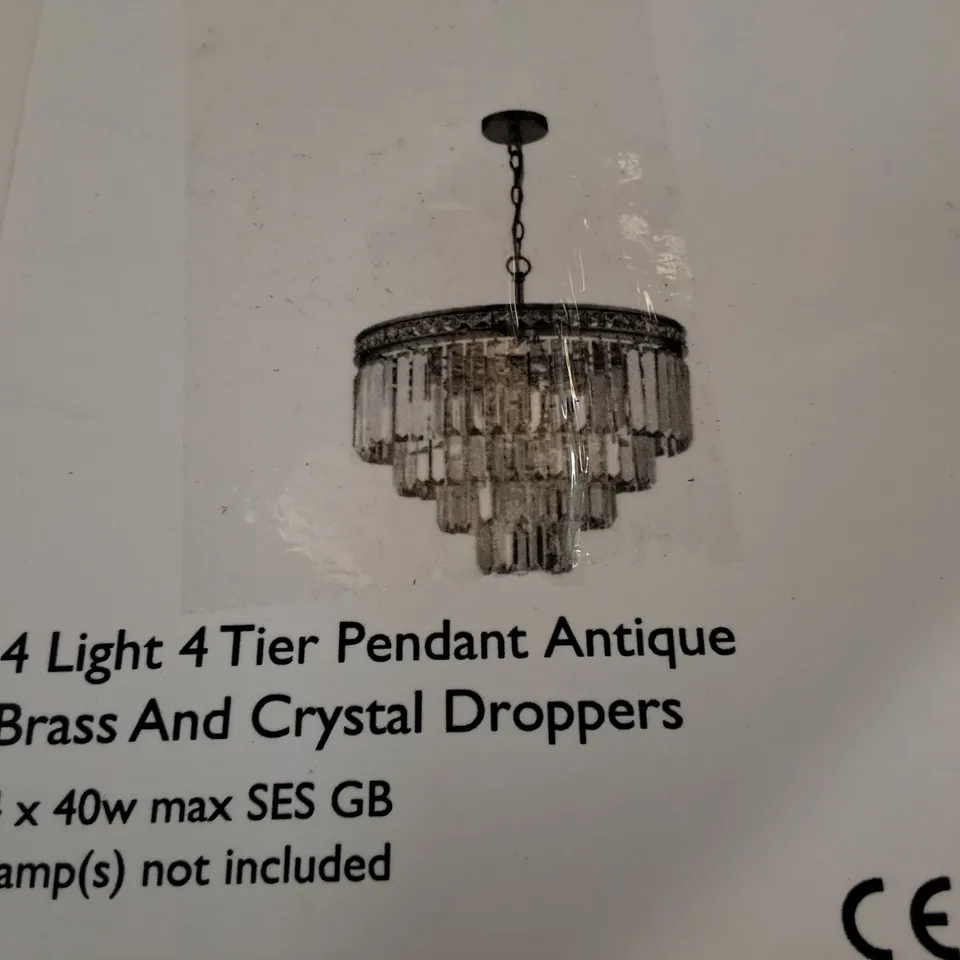 4 Light 4 Tier Pendant Antique
Brass And Crystal Droppers
x 40w max SES GB
amp(s) not included
CE